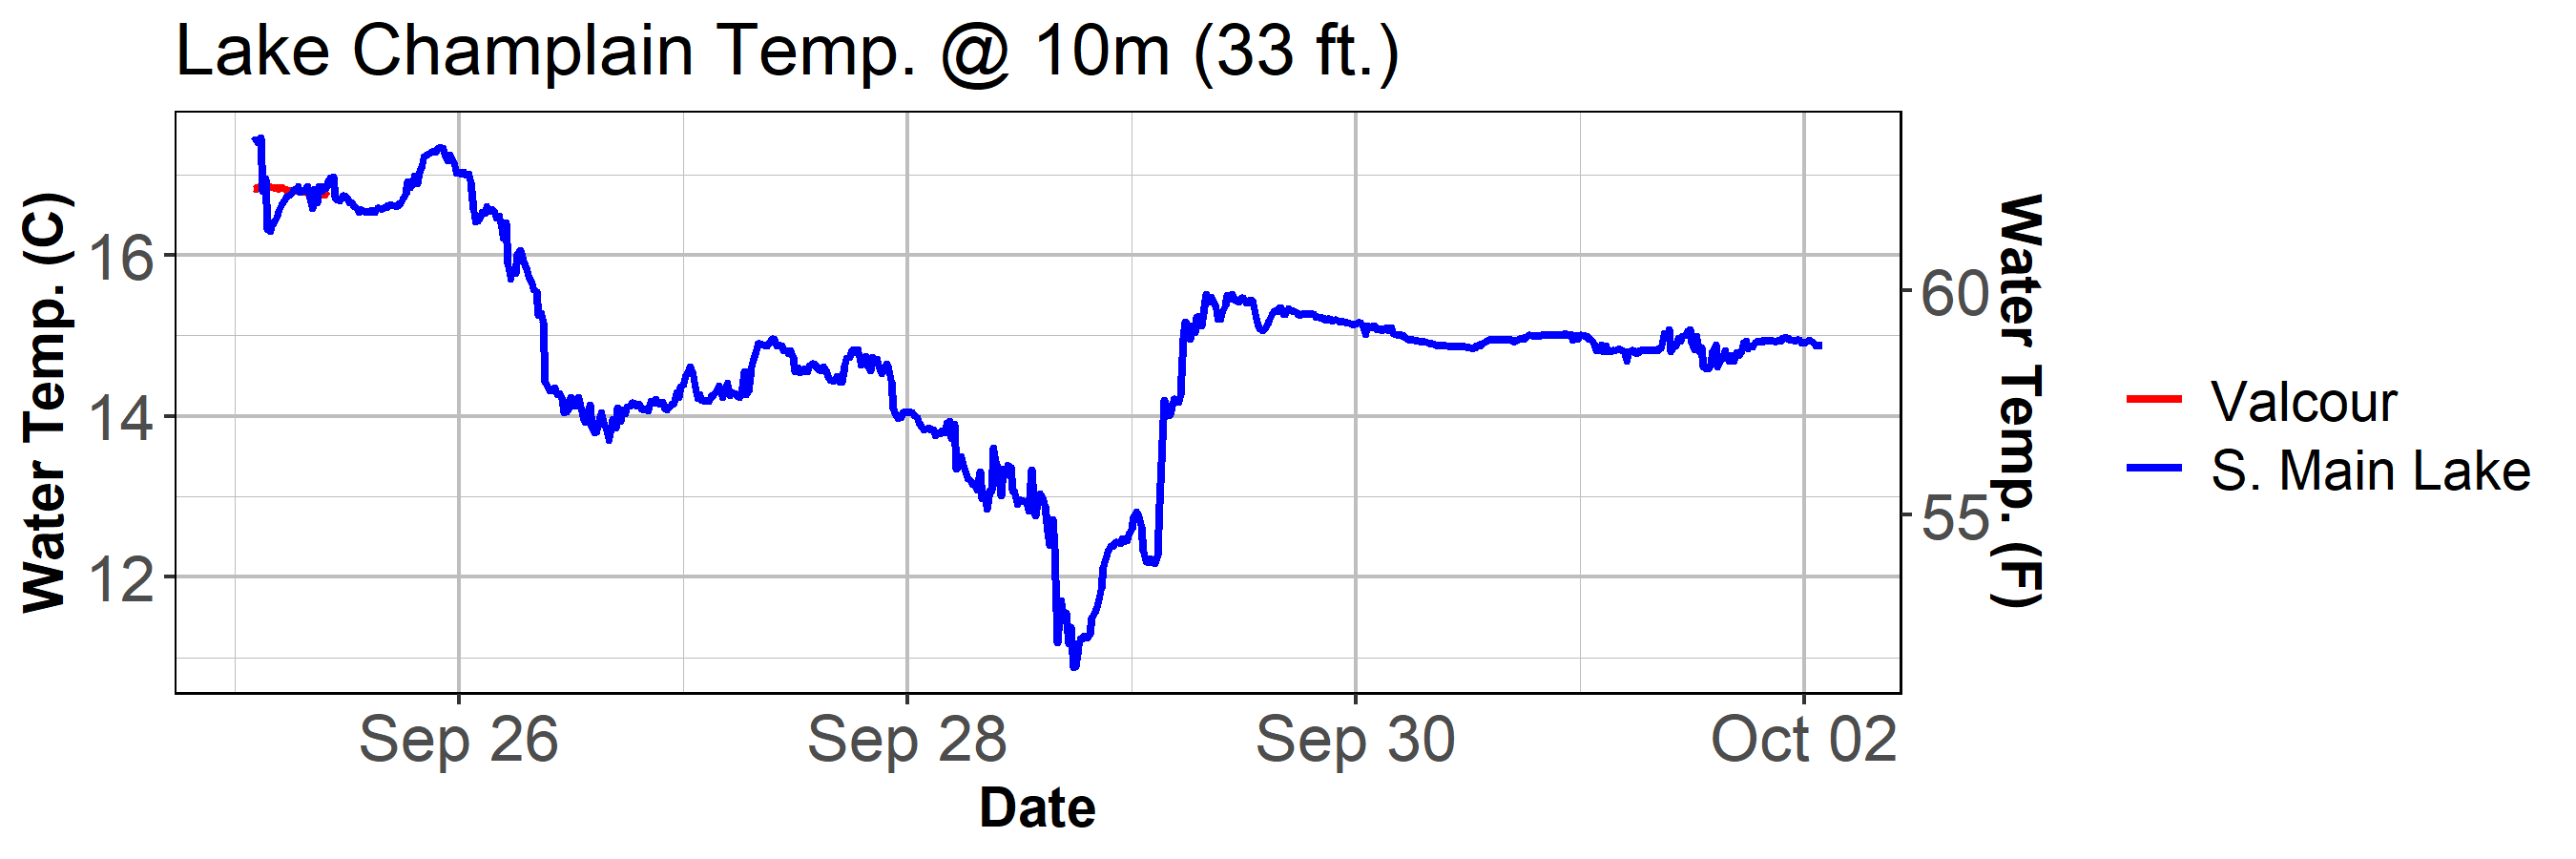 Lake Champlain Temp. @ 10m (33 ft.)
Water Temp. (C)
16
14
12
60
55
Water Temp. (F)
Sep 26
Sep 28
Sep 30
Oct 02
Date
Valcour
S. Main Lake